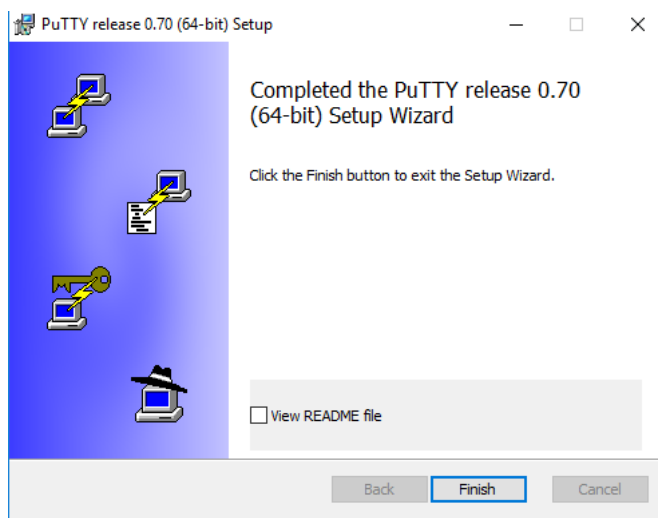 PuTTY release 0.70 (64-bit) Setup
Completed the PuTTY release 0.70
(64-bit) Setup Wizard
Click the Finish button to exit the Setup Wizard.
View README file
Back
Finish
Cancel